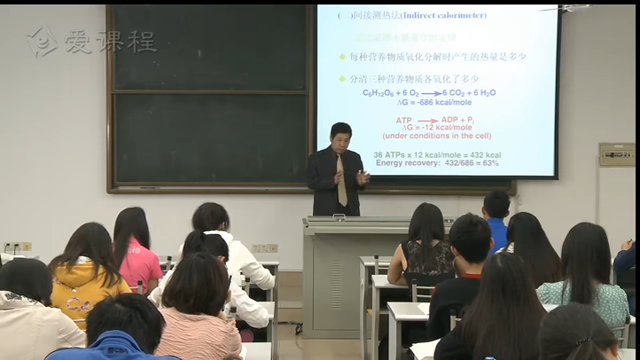 爱课程
(二)间接测热法(Indirect calorimeter)
每种营养物质氧化分解时产生的热量是多少
分清三种营养物质各氧化了多少
C₆H₁₂O₆ + 6 O₂ → 6 CO₂ + 6 H₂O
ΔG = -686 kcal/mole
ATP → ADP + Pᵢ
ΔG = -12 kcal/mole
(under conditions in the cell)
36 ATPs x 12 kcal/mole = 432 kcal
Energy recovery: 432/686 = 63%